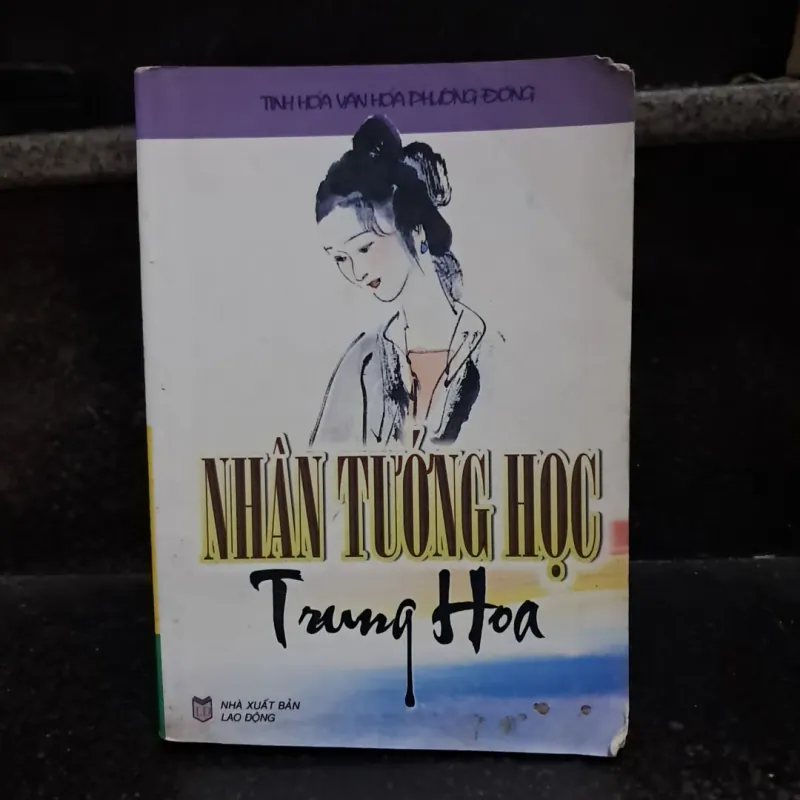 TINH HOA VĂN HÓA PHƯƠNG ĐÔNG
NHÂN TƯỚNG HỌC
Trung Hoa
NHÀ XUẤT BẢN
LAO ĐỘNG